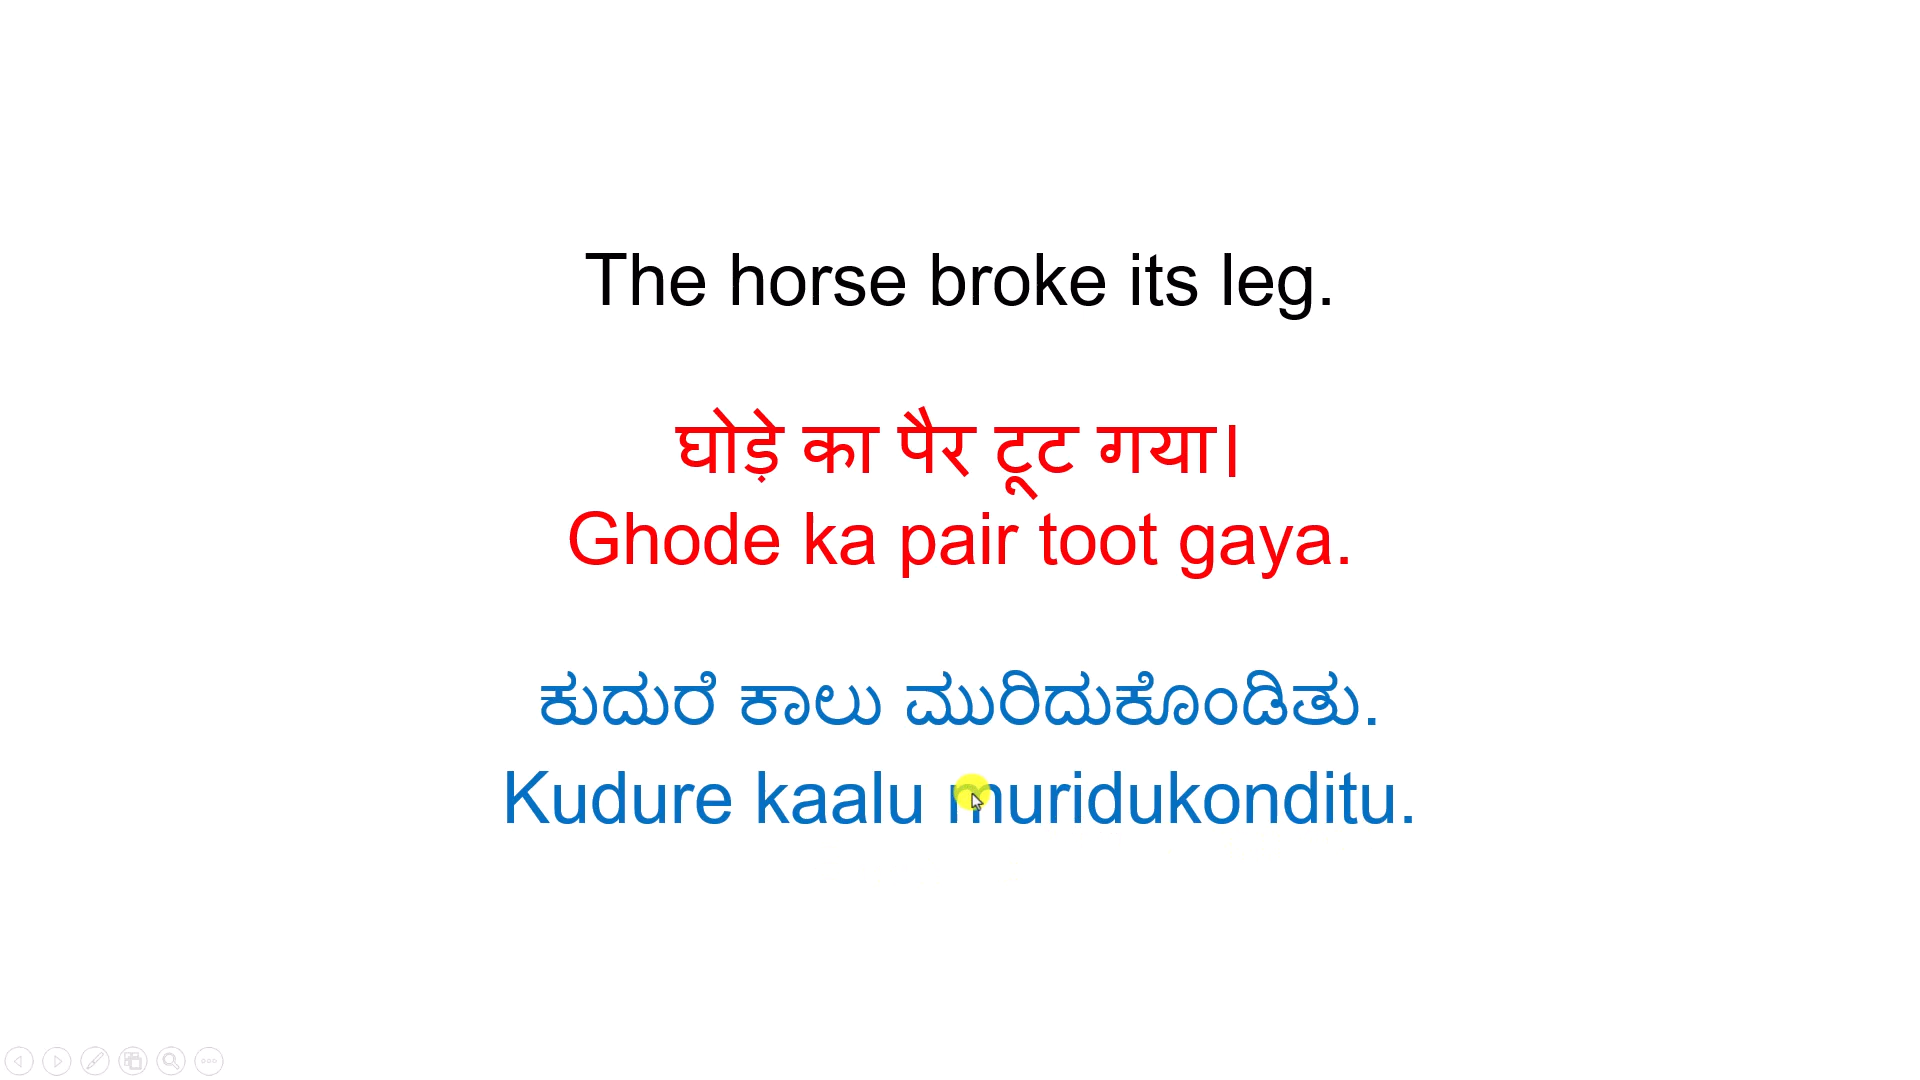 The horse broke its leg.
घोड़े का पैर टूट गया।
Ghode ka pair toot gaya.
ಕುದುರೆ ಕಾಲು ಮುರಿದುಕೊಂಡಿತು.
Kudure kaalu muridukonditu.